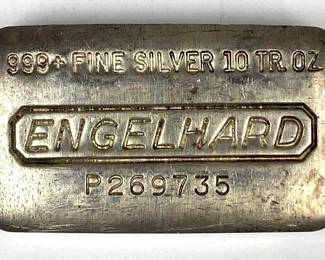 999+ FINE SILVER 10 TR. OZ
ENGELHARD
P269735